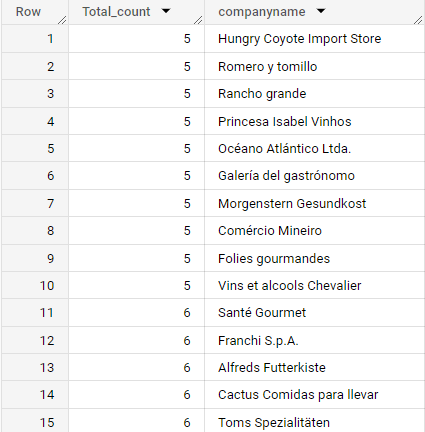 Row Total_count companyname
1 5 Hungry Coyote Import Store
2 5 Romero y tomillo
3 5 Rancho grande
4 5 Princesa Isabel Vinhos
5 5 Océano Atlántico Ltda.
6 5 Galería del gastrónomo
7 5 Morgenstern Gesundkost
8 5 Comércio Mineiro
9 5 Folies gourmandes
10 5 Vins et alcools Chevalier
11 6 Santé Gourmet
12 6 Franchi S.p.A.
13 6 Alfreds Futterkiste
14 6 Cactus Comidas para llevar
15 6 Toms Spezialitäten